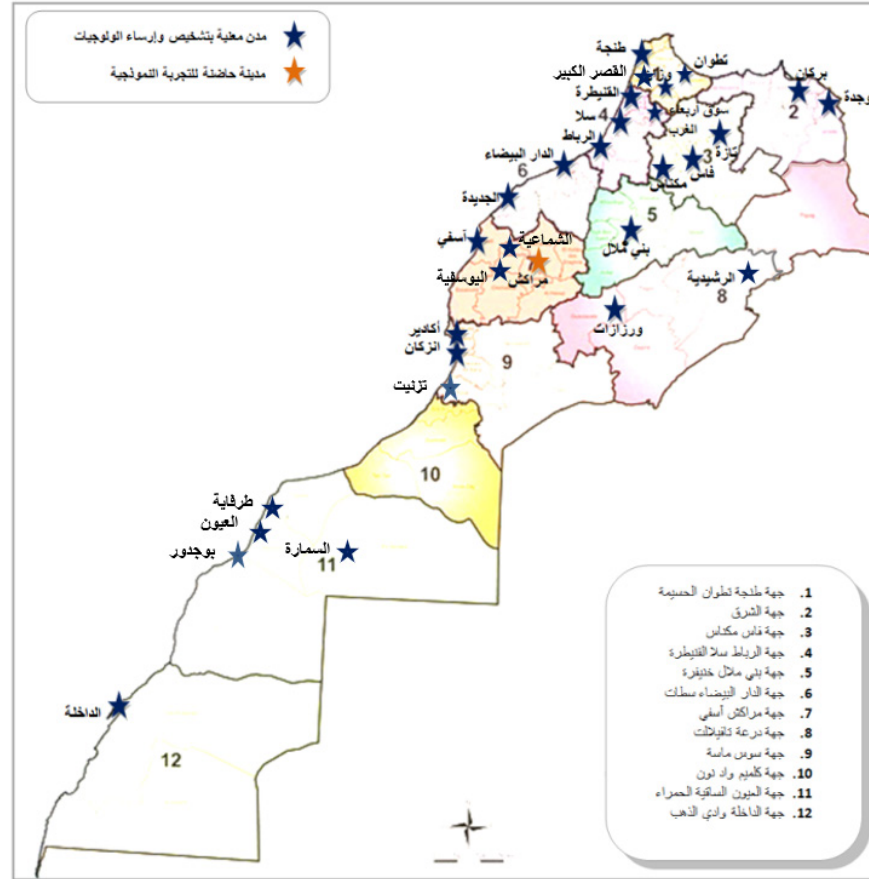 مدن معنية بتشخيص وإرساء الولوجيات
مدينة حاضنة للتجربة النموذجية
طنجة
تطوان
القصر الكبير
بركان
وجدة
القنيطرة
سوق اربعاء
الغرب
سلا
4
2
الرباط
تازة
3
فاس
مكناس
الدار البيضاء
6
الجديدة
5
بني ملال
آسفي
الشماعية
اليوسفية
مراكش
الرشيدية
8
ورزازات
أكادير
الزكان
9
تزنيت
10
طرفاية
العيون
بوجدور
السمارة
11
الداخلة
12
1. جهة طنجة تطوان الحسيمة
2. جهة الشرق
3. جهة فاس مكناس
4. جهة الرباط سلا القنيطرة
5. جهة بني ملال خنيفرة
6. جهة الدار البيضاء سطات
7. جهة مراكش أسفي
8. جهة درعة تافيلالت
9. جهة سوس ماسة
10. جهة كلميم واد نون
11. جهة العيون الساقية الحمراء
12. جهة الداخلة وادي الذهب